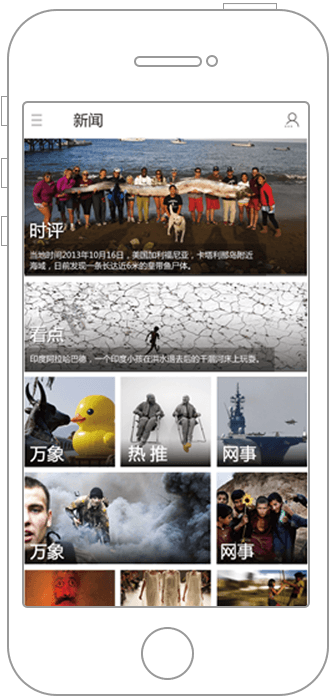 新闻
时评
当地时间2013年10月16日，美国加利福尼亚，卡塔利那岛附近
海域，日前发现一条长达近6米的皇带鱼尸体。
看点
印度阿拉哈巴德，一个印度小孩在洪水退去后的干涸河床上玩耍。
万象
热 推
网事
万象
网事